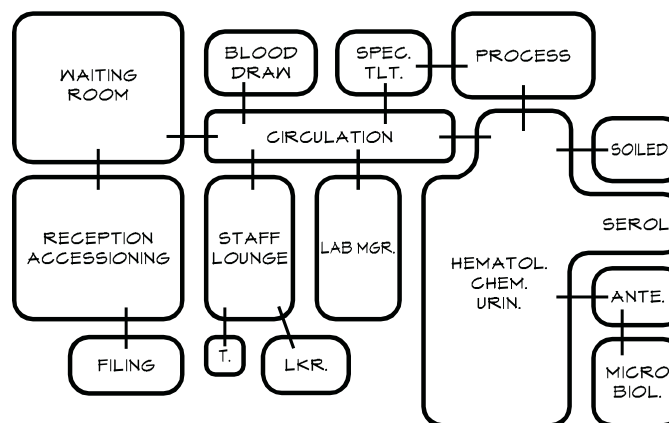 WAITING
ROOM
BLOOD
DRAW
SPEC.
TLT.
PROCESS
CIRCULATION
SOILED
RECEPTION
ACCESSIONING
STAFF
LOUNGE
LAB MGR.
SEROL
HEMATOL.
CHEM.
URIN.
ANTE.
FILING
T.
LKR.
MICRO
BIOL.